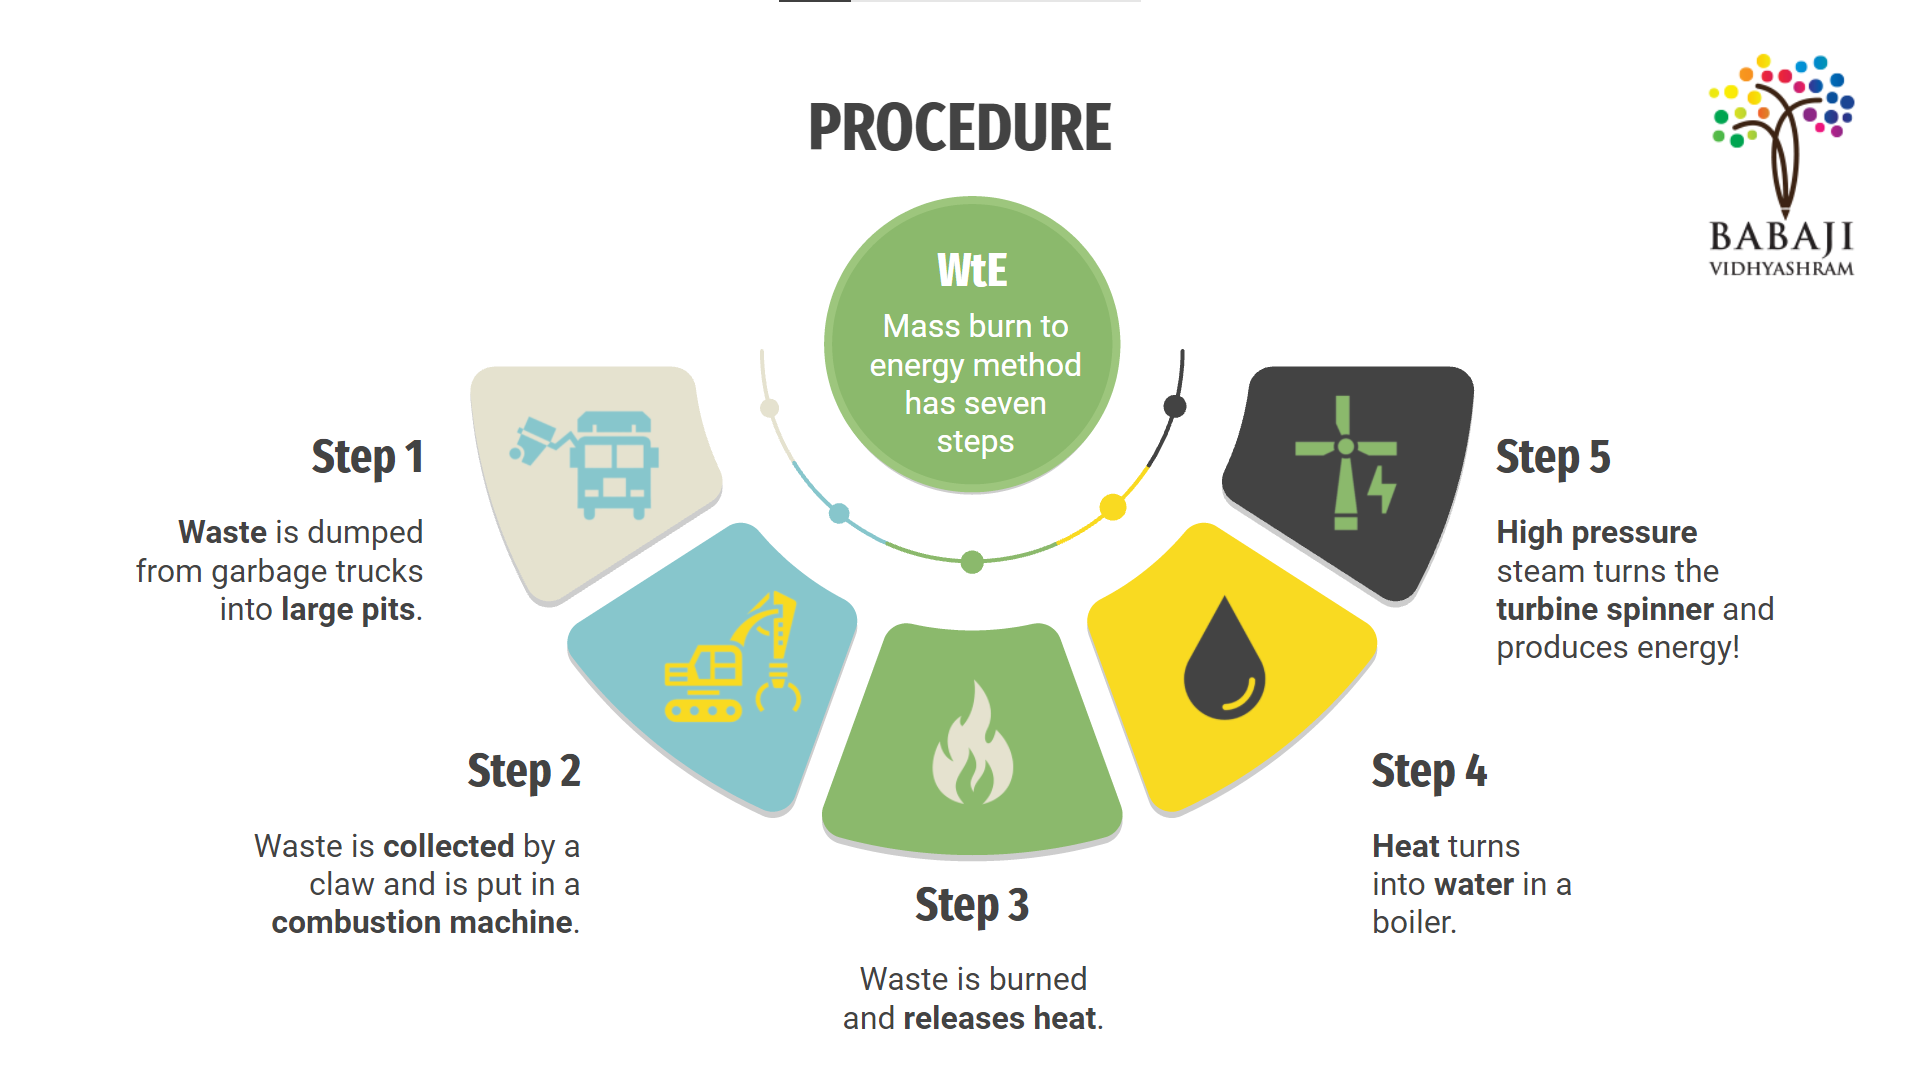 PROCEDURE
BABAJI
VIDHYASHRAM
WtE
Mass burn to
energy method
has seven
steps
Step 1
Waste is dumped
from garbage trucks
into large pits.
Step 2
Waste is collected by a
claw and is put in a
combustion machine.
Step 3
Waste is burned
and releases heat.
Step 4
Heat turns
into water in a
boiler.
Step 5
High pressure
steam turns the
turbine spinner and
produces energy!